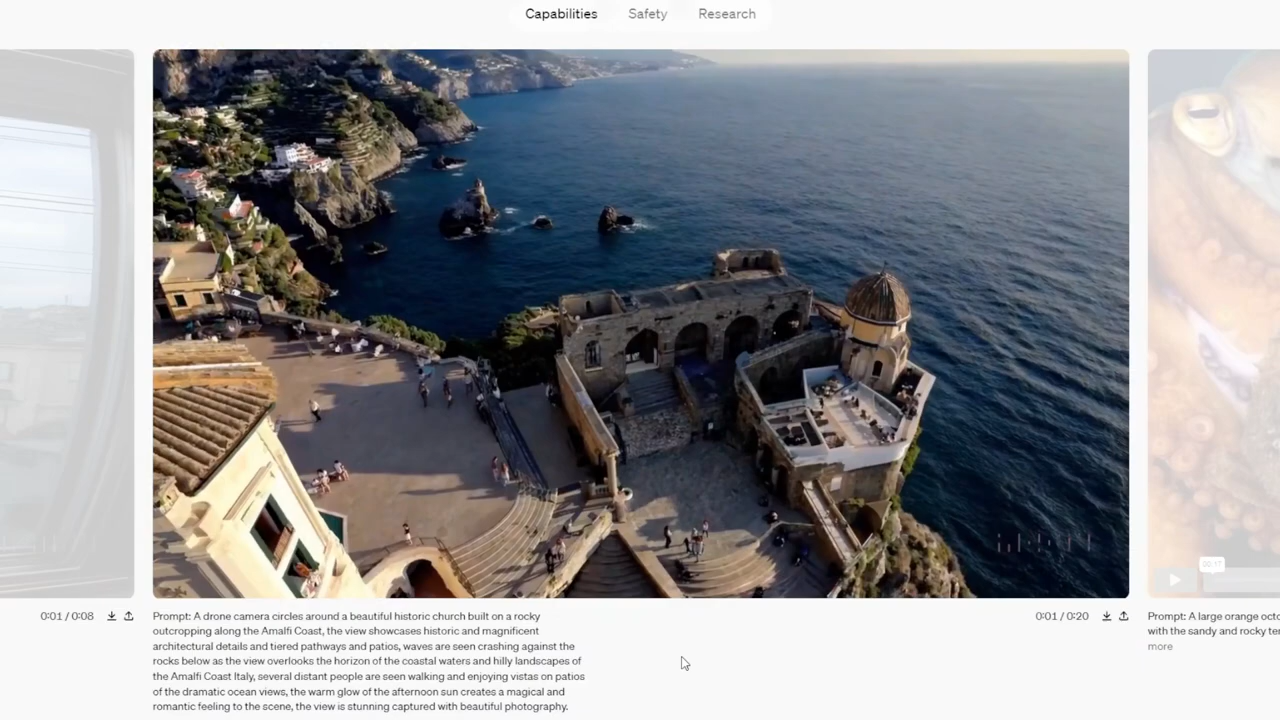 Capabilities Safety Research
0:01 / 0:08
Prompt: A drone camera circles around a beautiful historic church built on a rocky
outcropping along the Amalfi Coast, the view showcases historic and magnificent
architectural details and tiered pathways and patios, waves are seen crashing against the
rocks below as the view overlooks the horizon of the coastal waters and hilly landscapes of
the Amalfi Coast Italy, several distant people are seen walking and enjoying vistas on patios
of the dramatic ocean views, the warm glow of the afternoon sun creates a magical and
romantic feeling to the scene, the view is stunning captured with beautiful photography.
0:01 / 0:20
00:17
Prompt: A large orange octo
with the sandy and rocky te
more